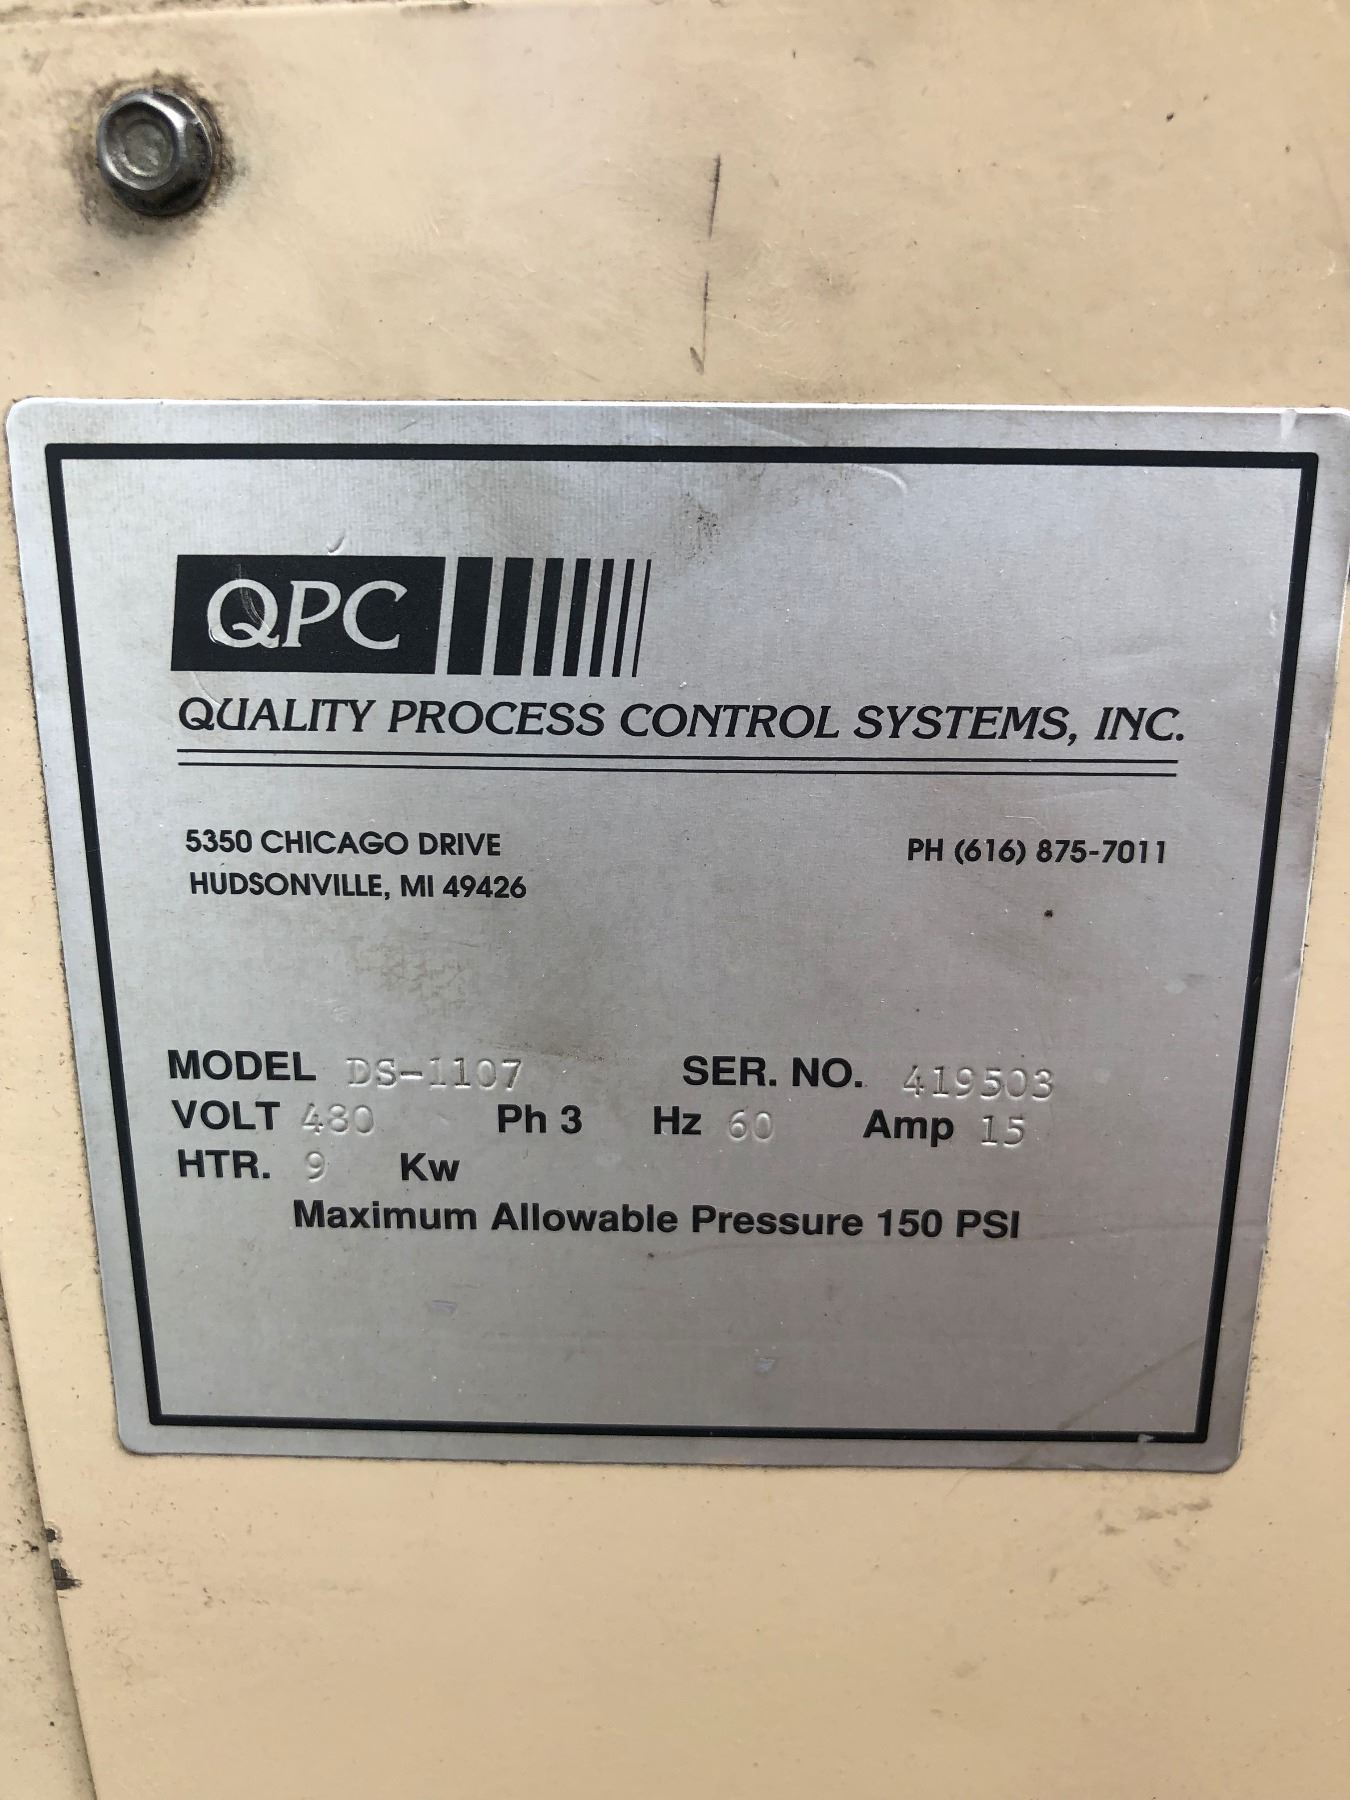 QPC
QUALITY PROCESS CONTROL SYSTEMS, INC.
5350 CHICAGO DRIVE PH (616) 875-7011
HUDSONVILLE, MI 49426
MODEL DS-1107 SER. NO. 419503
VOLT 480 Ph 3 Hz 60 Amp 15
HTR. 9 Kw
Maximum Allowable Pressure 150 PSI